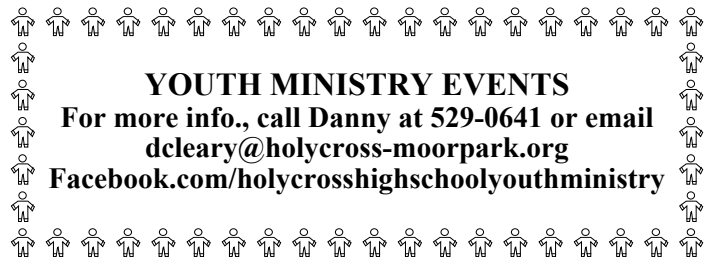 YOUTH MINISTRY EVENTS
For more info., call Danny at 529-0641 or email
dcleary@holycross-moorpark.org
Facebook.com/holycrosshighschoolyouthministry